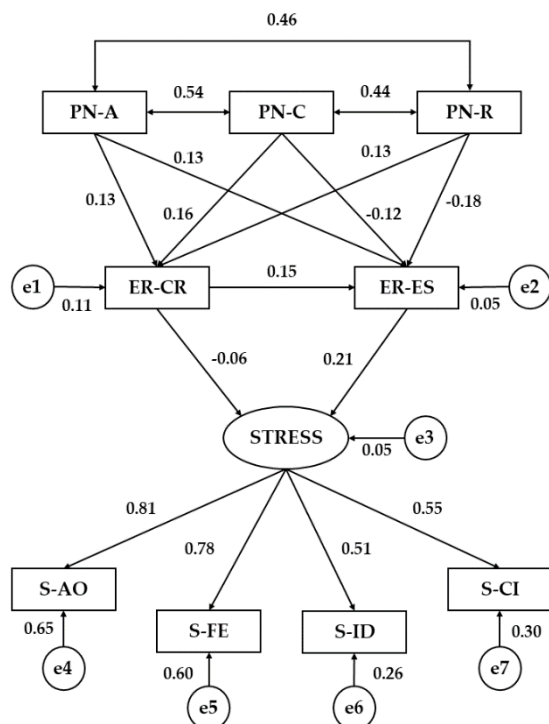 0.46
PN-A
0.54
PN-C
0.44
PN-R
0.13
0.13
0.13
0.16
-0.12
-0.18
e1
0.11
ER-CR
0.15
ER-ES
0.05
e2
-0.06
0.21
STRESS
0.05
e3
0.81
0.78
0.51
0.55
S-AO
S-FE
S-ID
S-CI
0.65
0.60
0.26
0.30
e4
e5
e6
e7